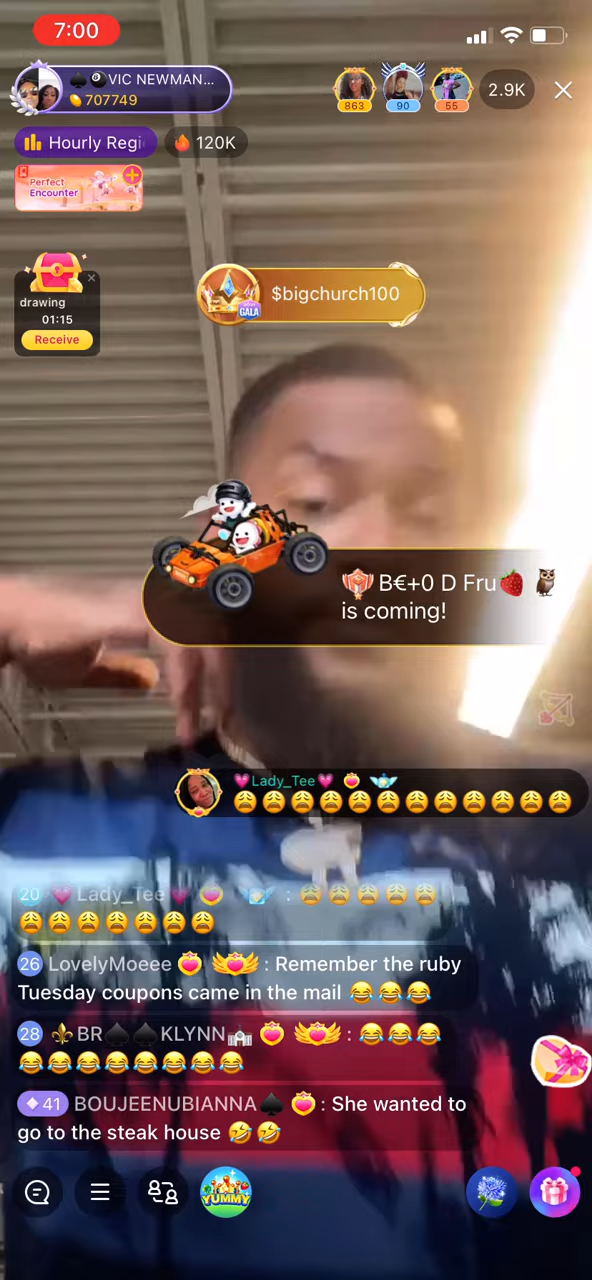 7:00
♠️🎱VIC NEWMAN...
707749
863
90
55
2.9K
Hourly Regi
120K
Perfect
Encounter
drawing
01:15
Receive
$bigchurch100
GALA
B€+0 D Fru🍓 🦉
is coming!
💗Lady_Tee💗
😩😩😩😩😩😩😩😩😩😩😩😩
20 💗Lady_Tee💗 : 😩😩😩😩😩
😩😩😩😩😩😩😩
26 LovelyMoeee : Remember the ruby
Tuesday coupons came in the mail 😂😂😂
28 ⚜️BR♠️♠️KLYNN🏰 : 😂😂😂
😂😂😂😂😂😂😂😂
41 BOUJEENUBIANNA♠️ : She wanted to
go to the steak house 🤣🤣
YUMMY